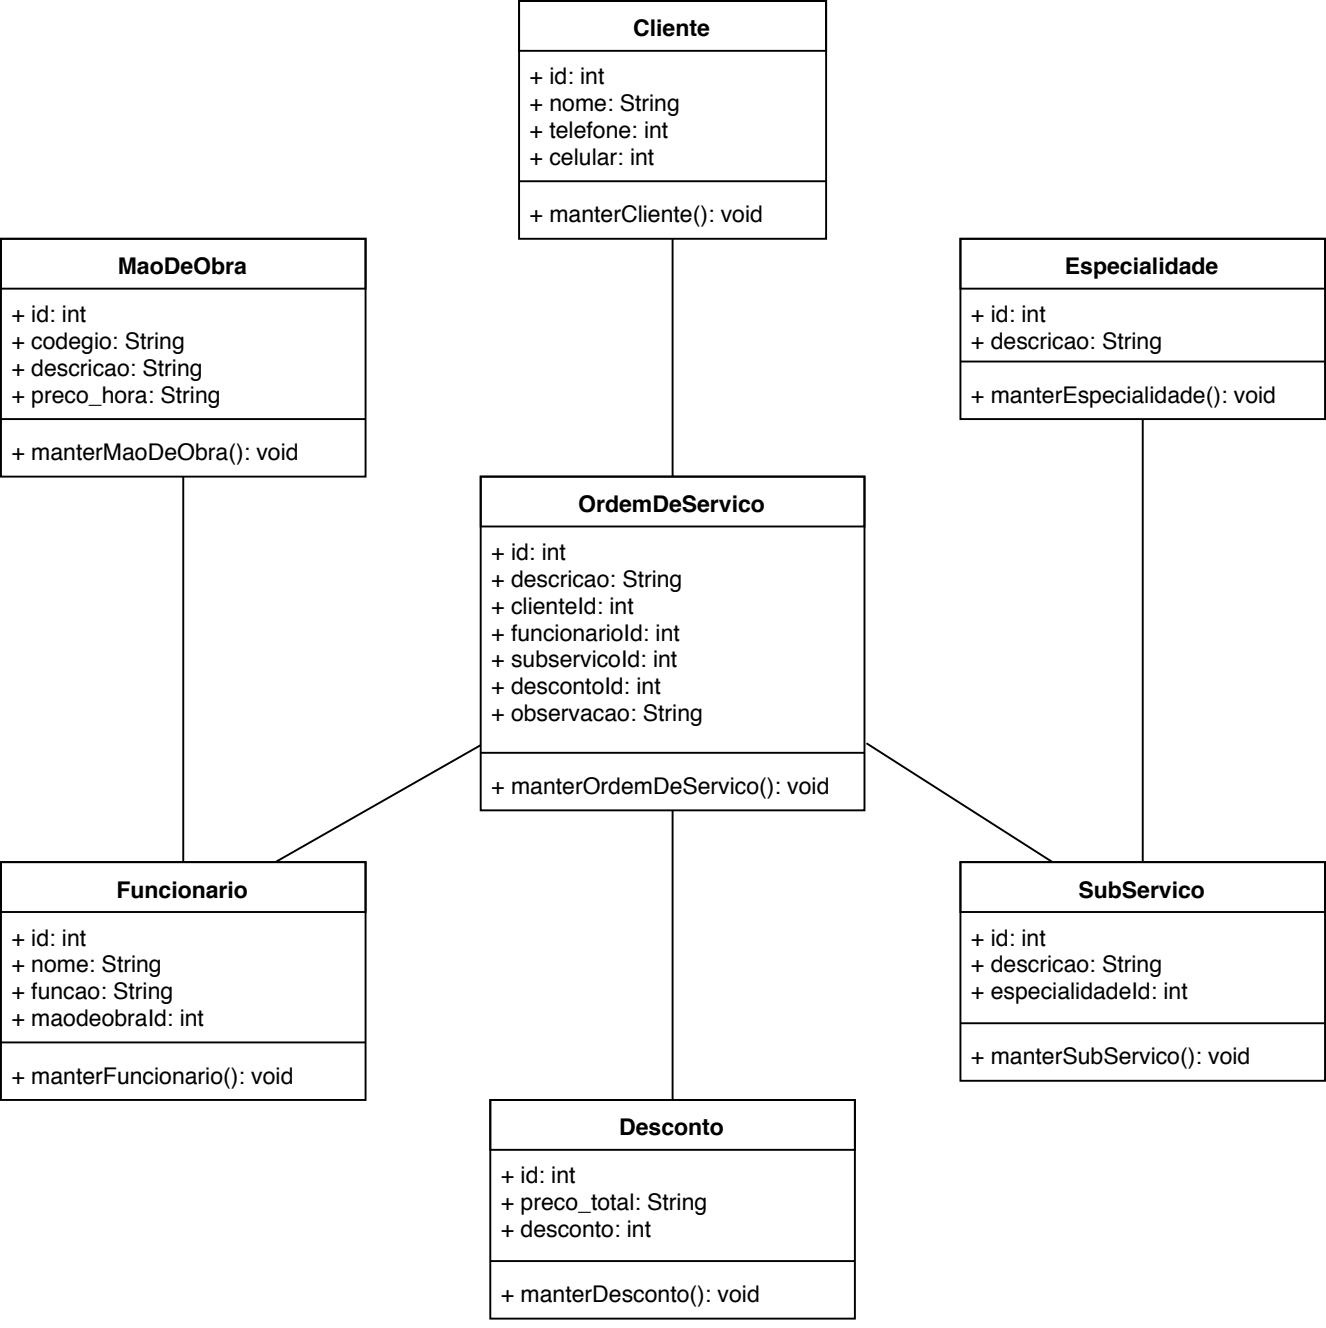 Cliente
+ id: int
+ nome: String
+ telefone: int
+ celular: int
+ manterCliente(): void
MaoDeObra
+ id: int
+ codegio: String
+ descricao: String
+ preco_hora: String
+ manterMaoDeObra(): void
Especialidade
+ id: int
+ descricao: String
+ manterEspecialidade(): void
OrdemDeServico
+ id: int
+ descricao: String
+ clienteId: int
+ funcionarioId: int
+ subservicoId: int
+ descontoId: int
+ observacao: String
+ manterOrdemDeServico(): void
Funcionario
+ id: int
+ nome: String
+ funcao: String
+ maodeobraId: int
+ manterFuncionario(): void
SubServico
+ id: int
+ descricao: String
+ especialidadeId: int
+ manterSubServico(): void
Desconto
+ id: int
+ preco_total: String
+ desconto: int
+ manterDesconto(): void